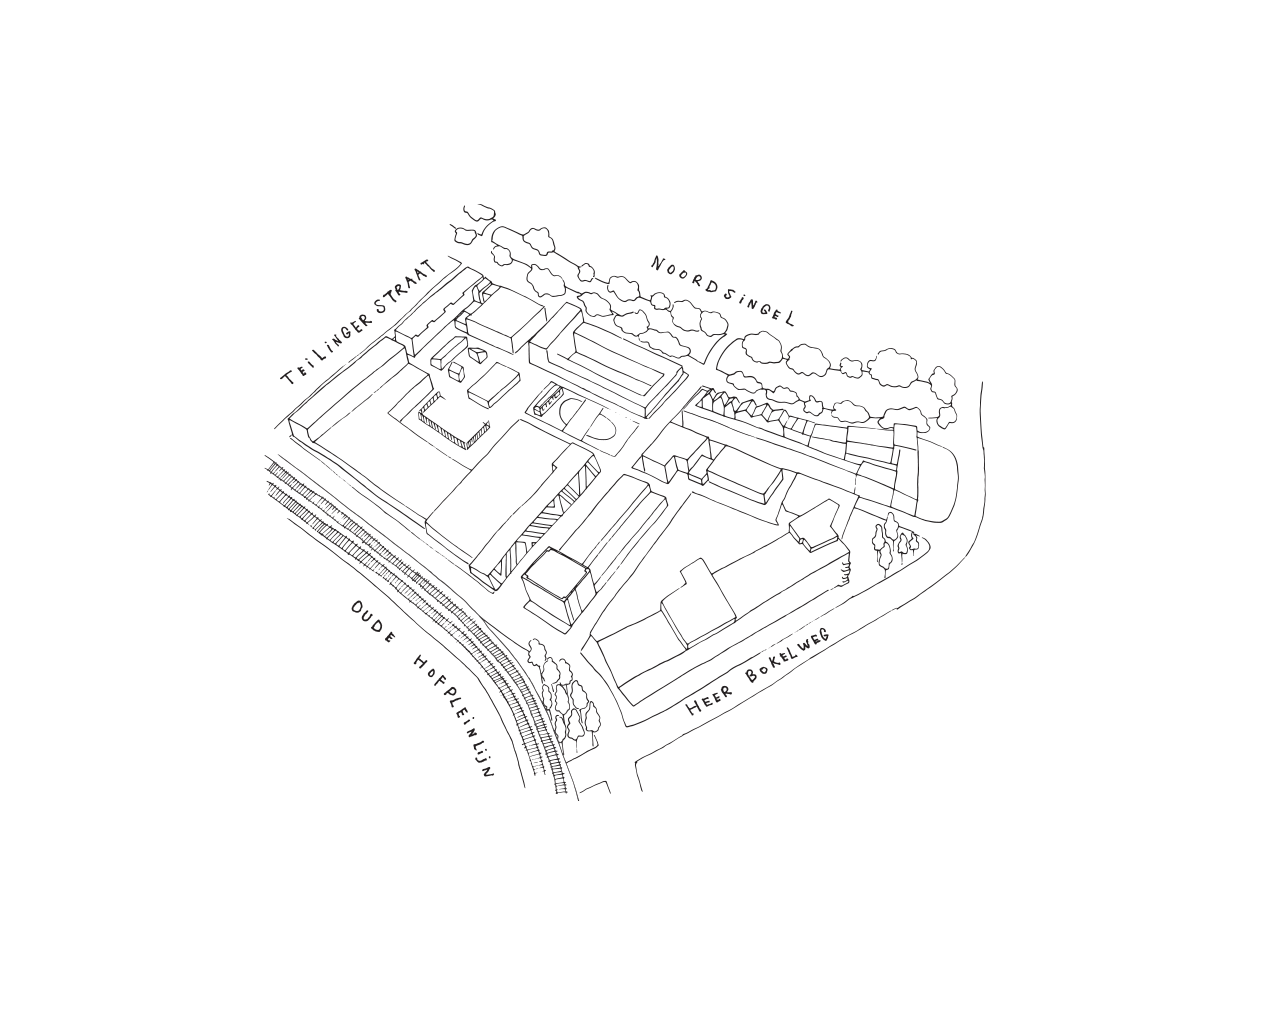 NOORDSiNGEL
TEiLiNGERSTRAAT
OUDE HOFPLEiNLijN
HEER BOKELWEG